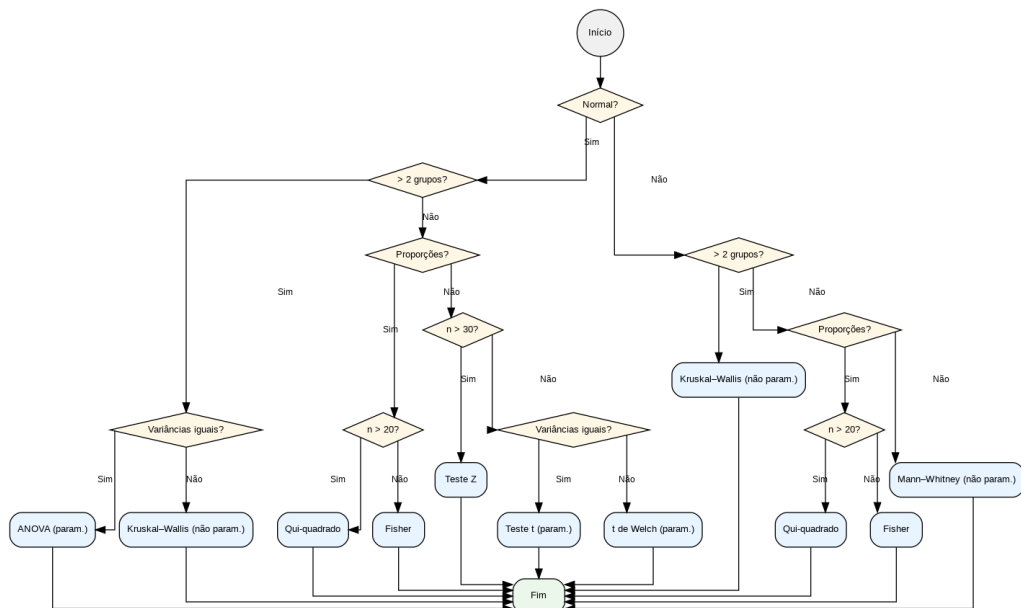 Início
Normal?
Sim
Não
> 2 grupos?
Não
Proporções?
> 2 grupos?
Sim
Não
Sim
Não
Sim
n > 30?
Proporções?
Kruskal–Wallis (não param.)
Sim
Não
Sim
Não
Variâncias iguais?
n > 20?
Variâncias iguais?
n > 20?
Sim
Não
Sim
Não
Teste Z
Sim
Não
Sim
Não
Mann–Whitney (não param.)
ANOVA (param.)
Kruskal–Wallis (não param.)
Qui-quadrado
Fisher
Teste t (param.)
t de Welch (param.)
Qui-quadrado
Fisher
Fim